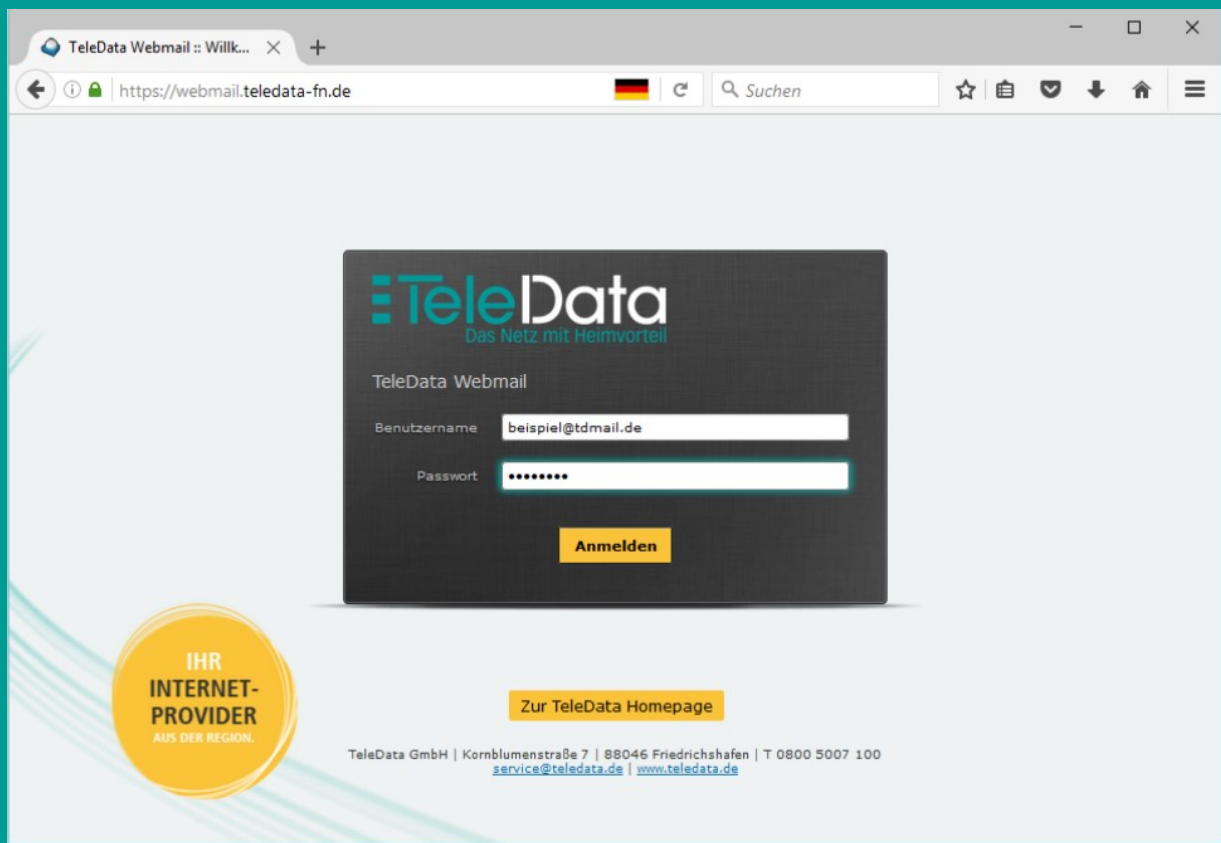 TeleData Webmail :: Willk...
https://webmail.teledata-fn.de
Suchen
TeleData
Das Netz mit Heimvorteil
TeleData Webmail
Benutzername
beispiel@tdmail.de
Passwort
••••••••
Anmelden
IHR
INTERNET-
PROVIDER
AUS DER REGION.
Zur TeleData Homepage
TeleData GmbH | Kornblumenstraße 7 | 88046 Friedrichshafen | T 0800 5007 100
service@teledata.de | www.teledata.de